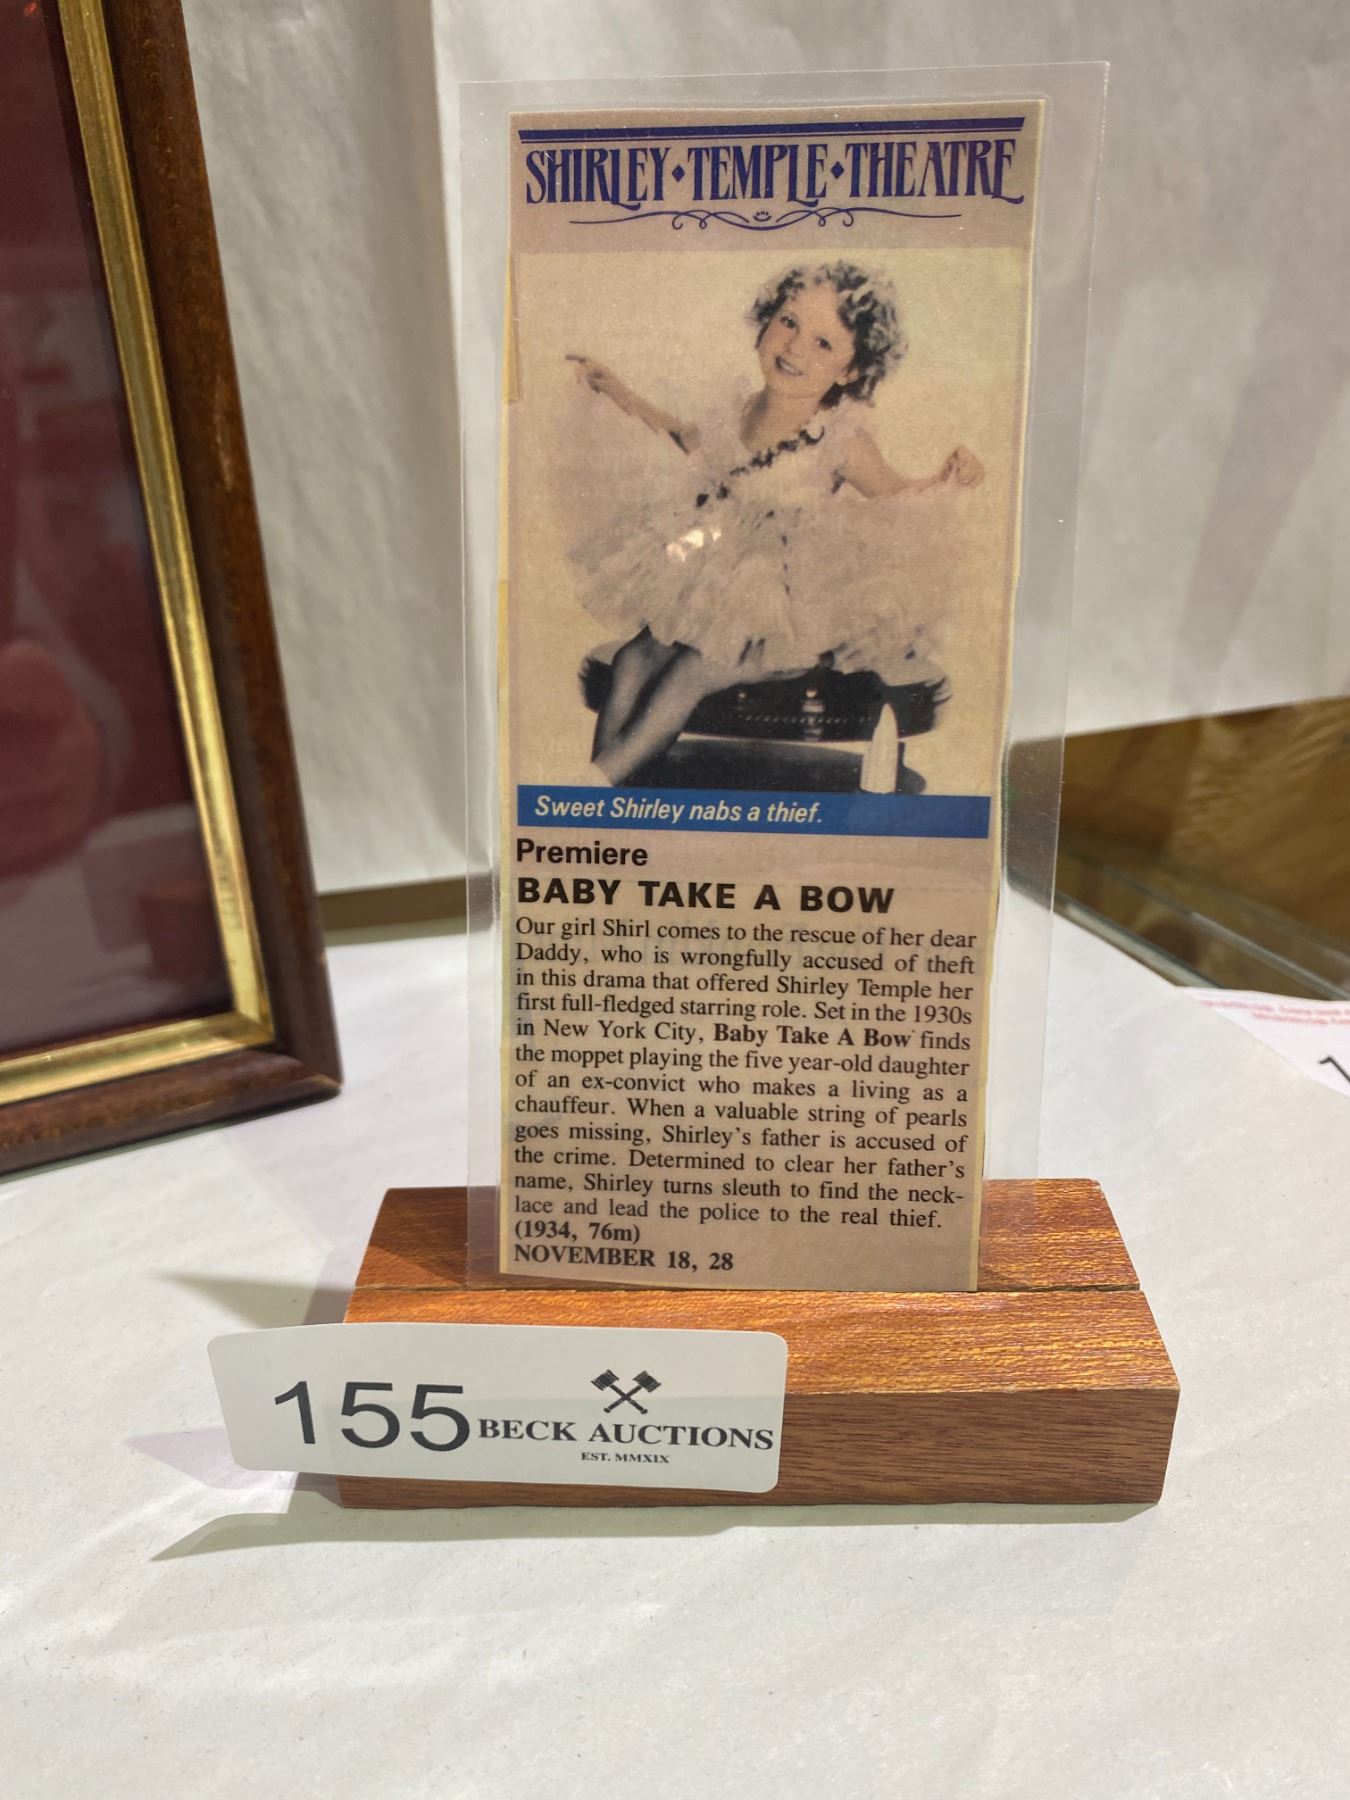 SHIRLEY•TEMPLE•THEATRE
Sweet Shirley nabs a thief.
Premiere
BABY TAKE A BOW
Our girl Shirl comes to the rescue of her dear
Daddy, who is wrongfully accused of theft
in this drama that offered Shirley Temple her
first full-fledged starring role. Set in the 1930s
in New York City, Baby Take A Bow finds
the moppet playing the five year-old daughter
of an ex-convict who makes a living as a
chauffeur. When a valuable string of pearls
goes missing, Shirley's father is accused of
the crime. Determined to clear her father's
name, Shirley turns sleuth to find the neck-
lace and lead the police to the real thief.
(1934, 76m)
NOVEMBER 18, 28
155
BECK AUCTIONS
EST. MMXIX